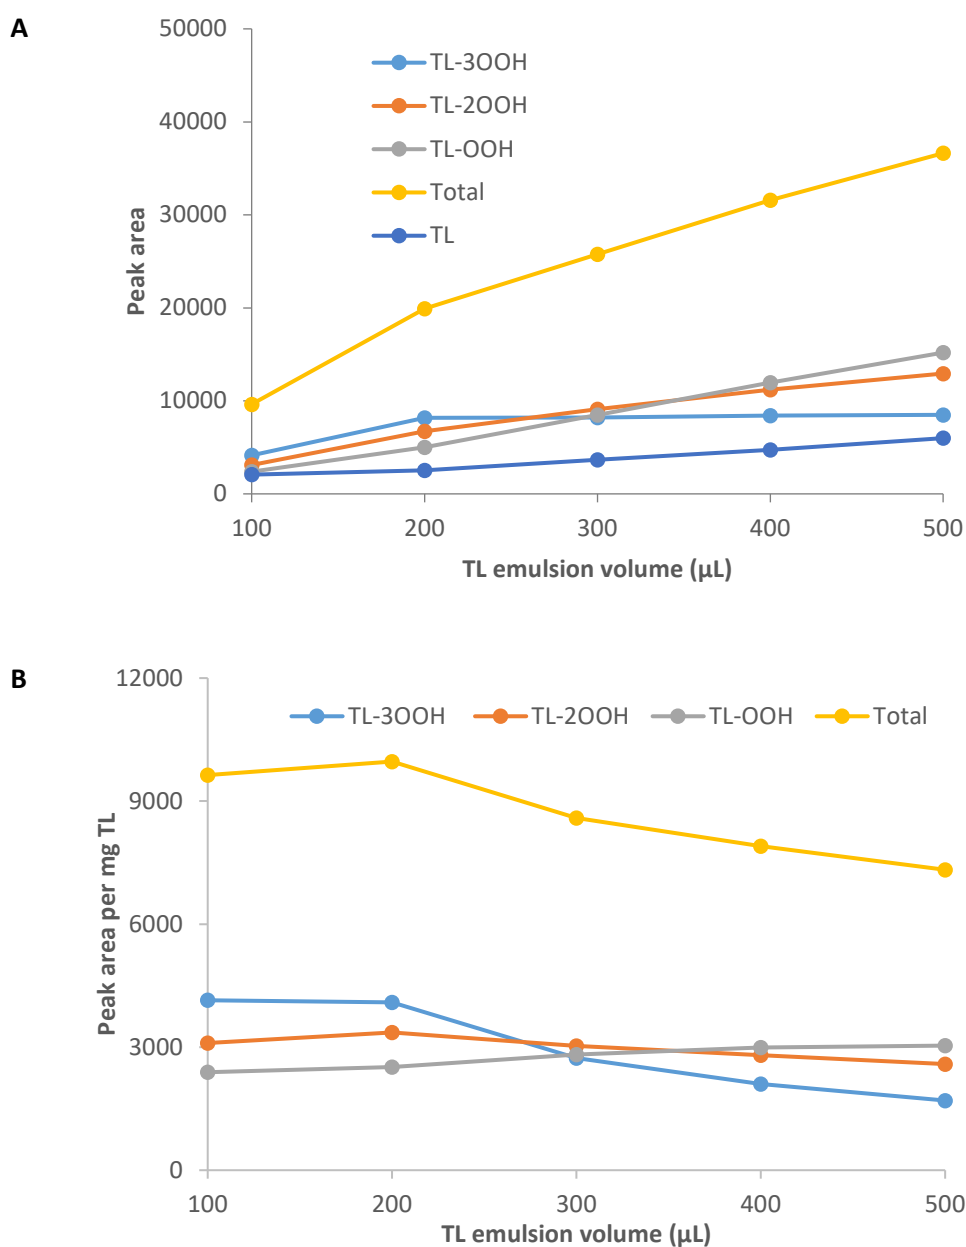 A
50000
40000
30000
20000
10000
0
Peak area
TL-3OOH
TL-2OOH
TL-OOH
Total
TL
100 200 300 400 500
TL emulsion volume (µL)
B
12000
9000
6000
3000
0
Peak area per mg TL
TL-3OOH TL-2OOH TL-OOH Total
100 200 300 400 500
TL emulsion volume (µL)